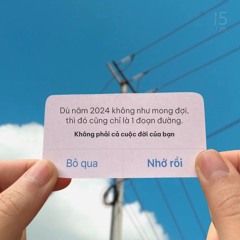 Dù năm 2024 không như mong đợi,
thì đó cũng chỉ là 1 đoạn đường.
Không phải cả cuộc đời của bạn
Bỏ qua Nhớ rồi